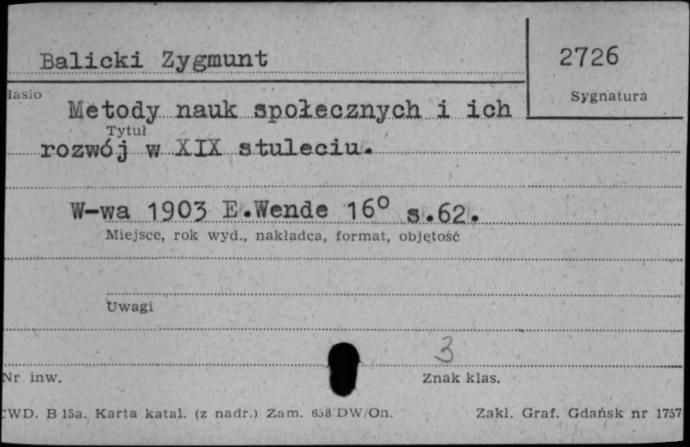 Balicki Zygmunt
2726
Hasło
Sygnatura
Metody nauk społecznych i ich
Tytuł
rozwój w XIX stuleciu.
W-wa 1903 E.Wende 16° s.62.
Miejsce, rok wyd., nakładca, format, objętość
Uwagi
3
Nr inw.
Znak klas.
CWD. B 15a. Karta katal. (z nadr.) Zam. 638/DW/On. Zakł. Graf. Gdańsk nr 1757